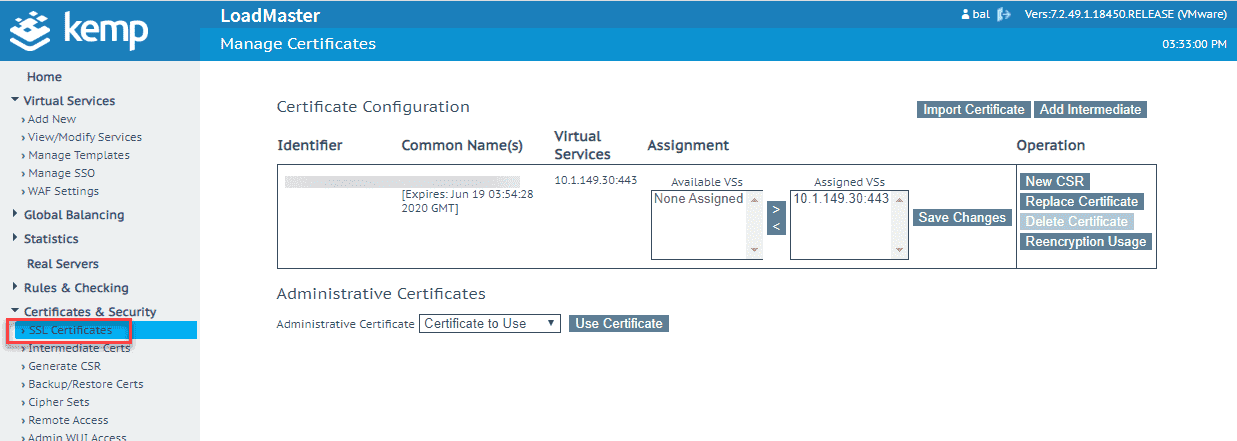 kemp
LoadMaster
bal
Vers:7.2.49.1.18450.RELEASE (VMware)
Manage Certificates
03:33:00 PM
Home
Virtual Services
› Add New
› View/Modify Services
› Manage Templates
› Manage SSO
› WAF Settings
Global Balancing
Statistics
Real Servers
Rules & Checking
Certificates & Security
› SSL Certificates
› Intermediate Certs
› Generate CSR
› Backup/Restore Certs
› Cipher Sets
› Remote Access
› Admin WUI Access
Certificate Configuration
Import Certificate
Add Intermediate
Identifier
Common Name(s)
Virtual
Services
Assignment
Operation
[Expires: Jun 19 03:54:28
2020 GMT]
10.1.149.30:443
Available VSs
None Assigned
>
<
Assigned VSs
10.1.149.30:443
Save Changes
New CSR
Replace Certificate
Delete Certificate
Reencryption Usage
Administrative Certificates
Administrative Certificate
Certificate to Use
Use Certificate